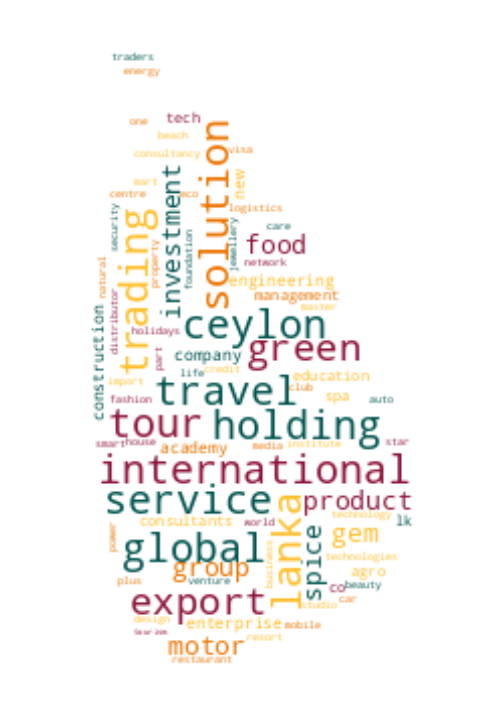 traders
energy
one
tech
beach
visa
consultancy
solution
investment
new
mart
centre
eco
logistics
trading
security
property
foundation
jewellery
care
food
network
natural
engineering
management
master
distributor
construction
holidays
ceylon
green
part
company
credit
life
education
import
travel
club
spa
auto
fashion
tour
holding
smart
house
academy
media
institute
star
international
service
product
lanka
consultants
world
technology
lk
power
spice
gem
global
technologies
group
business
agro
plus
venture
co
beauty
export
studio
car
design
enterprise
mobile
tourism
resort
motor
restaurant